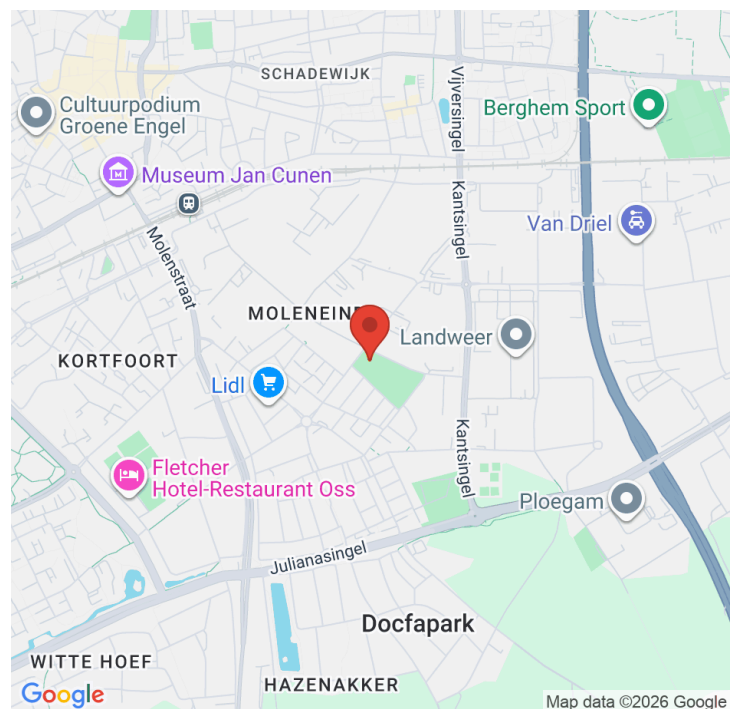 SCHADEWIJK
Vijversingel
Cultuurpodium
Groene Engel
Berghem Sport
Museum Jan Cunen
Kantsingel
Van Driel
Molenstraat
Landweer
KORTFOORT
Lidl
Kantsingel
Fletcher
Hotel-Restaurant Oss
Ploegam
Julianasingel
Docfapark
WITTE HOEF
HAZENAKKER
Google
Map data ©2026 Google